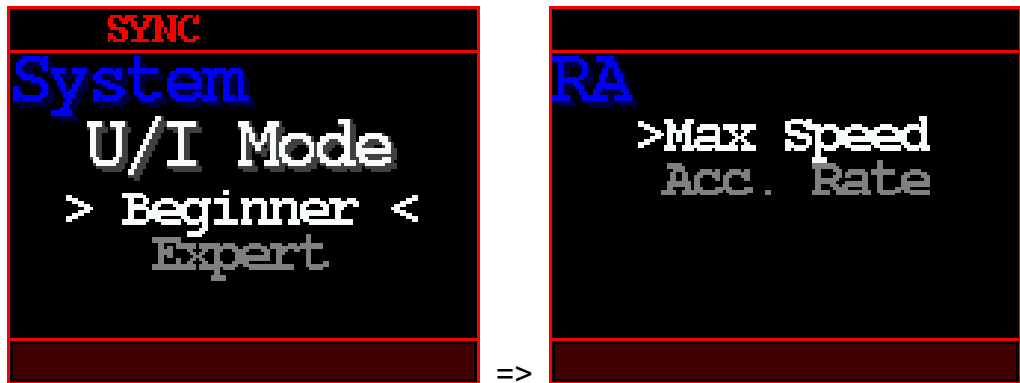 SYNC
System
U/I Mode
> Beginner <
Expert
=>
RA
>Max Speed
Acc. Rate